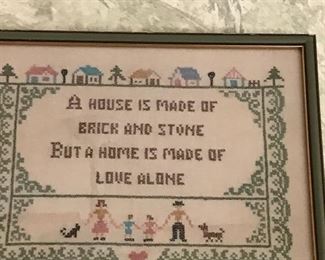 A HOUSE IS MADE OF
BRICK AND STONE
BUT A HOME IS MADE OF
LOVE ALONE